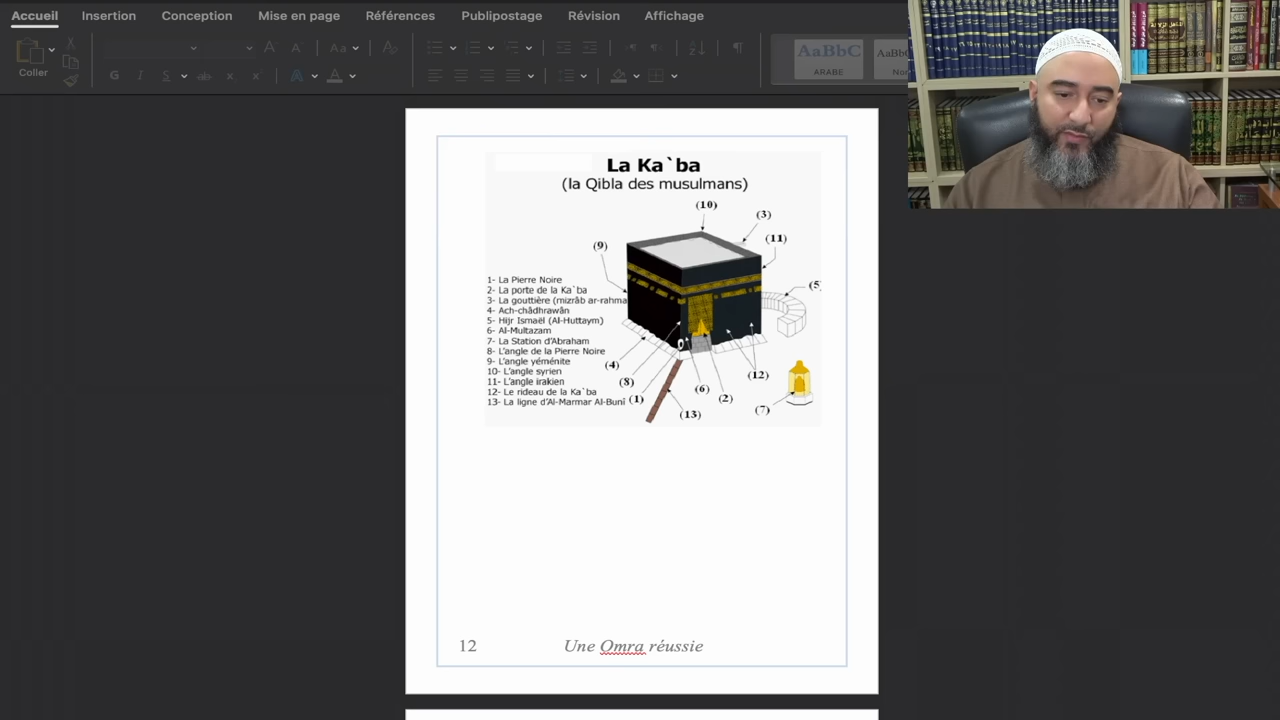 Accueil Insertion Conception Mise en page Références Publipostage Révision Affichage
Coller
G I S
Aa
AaBbC
ARABE
La Ka`ba
(la Qibla des musulmans)
(10)
(3)
(11)
(9)
(5)
1- La Pierre Noire
2- La porte de la Ka`ba
3- La gouttière (mizrâb ar-rahma
4- Ach-châdhrawân
5- Hijr Ismaël (Al-Huttaym)
6- Al-Multazam
7- La Station d'Abraham
8- L'angle de la Pierre Noire
9- L'angle yéménite
10- L'angle syrien
11- L'angle irakien
12- Le rideau de la Ka`ba
13- La ligne d'Al-Marmar Al-Bunî
(4)
(8)
(1)
(6)
(2)
(12)
(13)
(7)
12 Une Omra réussie